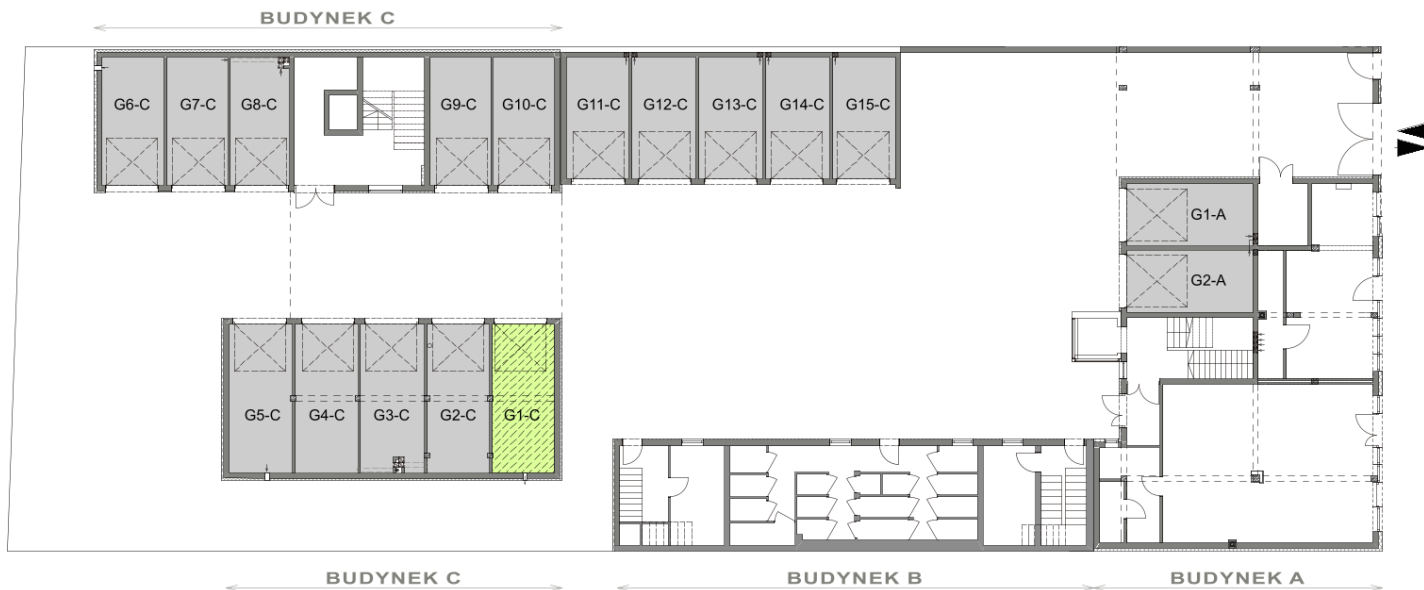 BUDYNEK C
G6-C G7-C G8-C G9-C G10-C G11-C G12-C G13-C G14-C G15-C
G1-A
G2-A
G5-C G4-C G3-C G2-C G1-C
BUDYNEK C BUDYNEK B BUDYNEK A